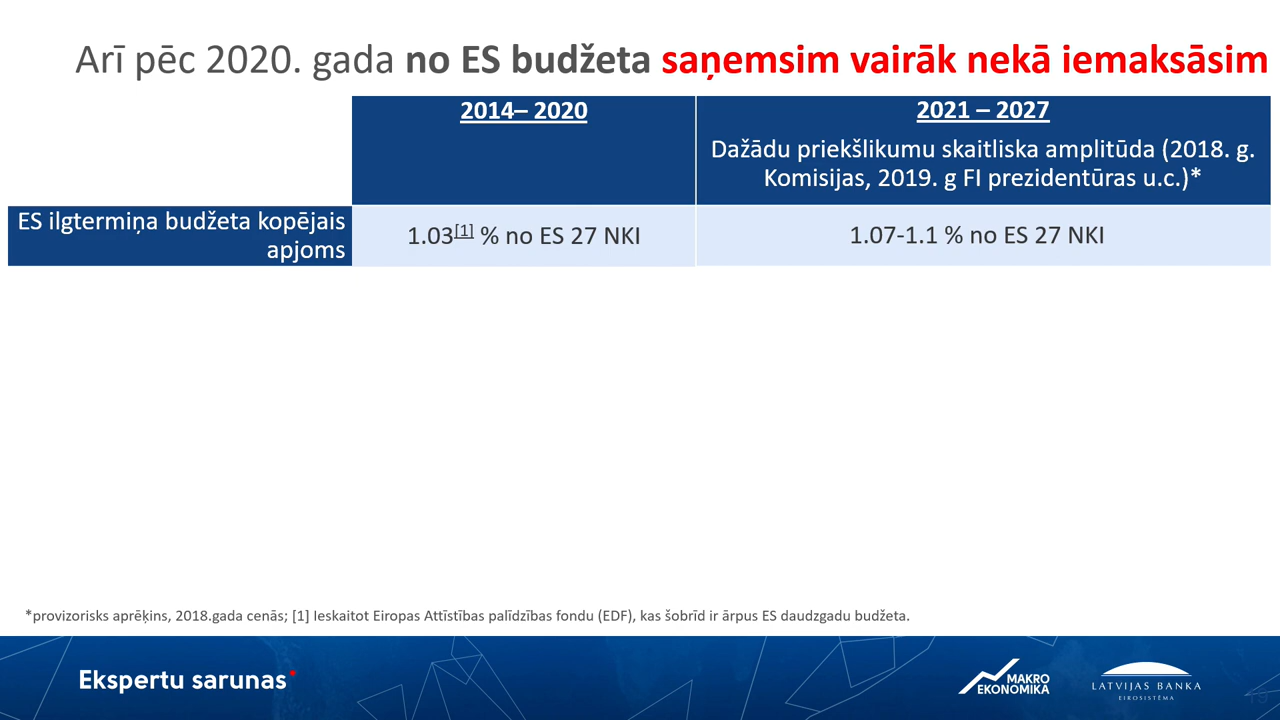 Arī pēc 2020. gada no ES budžeta saņemsim vairāk nekā iemaksāsim
2014– 2020
2021 – 2027
Dažādu priekšlikumu skaitliska amplitūda (2018. g.
Komisijas, 2019. g FI prezidentūras u.c.)*
ES ilgtermiņa budžeta kopējais
apjoms
1.03[1] % no ES 27 NKI
1.07-1.1 % no ES 27 NKI
*provizorisks aprēķins, 2018.gada cenās; [1] Ieskaitot Eiropas Attīstības palīdzības fondu (EDF), kas šobrīd ir ārpus ES daudzgadu budžeta.
Ekspertu sarunas
MAKRO
EKONOMIKA
LATVIJAS BANKA
EIROSISTĒMA